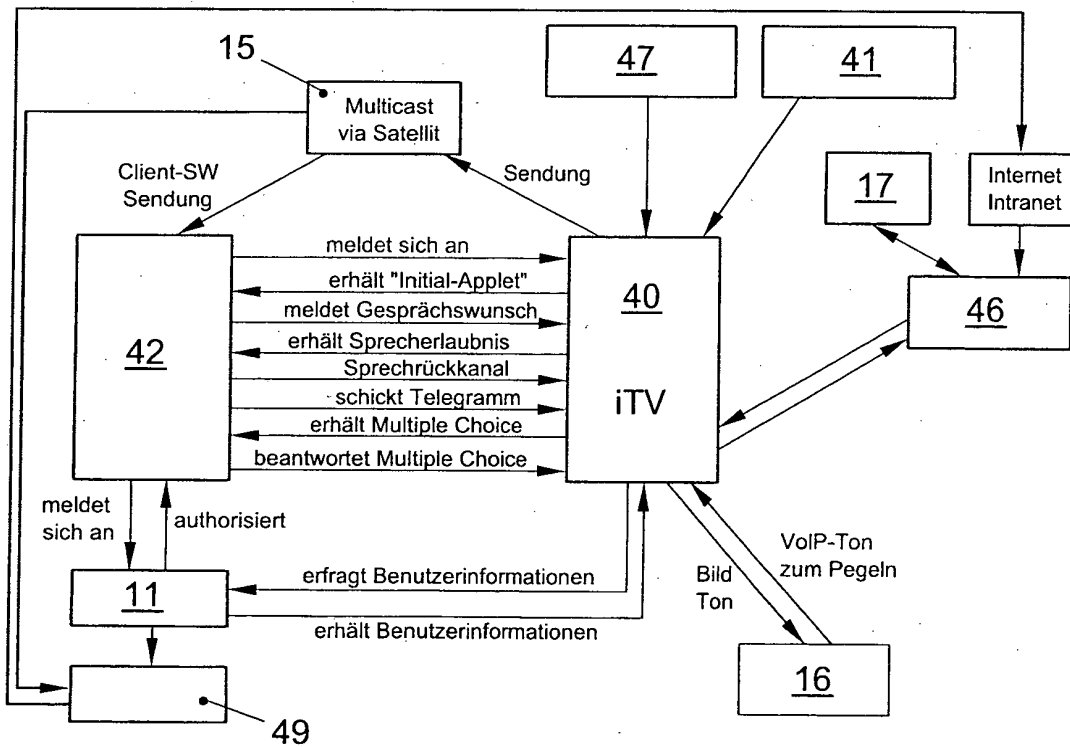 15
47
41
Multicast
via Satellit
Client-SW
Sendung
Sendung
17
Internet
Intranet
meldet sich an
erhält "Initial-Applet"
meldet Gesprächswunsch
erhält Sprecherlaubnis
Sprechrückkanal
schickt Telegramm
erhält Multiple Choice
beantwortet Multiple Choice
42
40
iTV
46
meldet
sich an
authorisiert
11
erfragt Benutzerinformationen
erhält Benutzerinformationen
Bild
Ton
VoIP-Ton
zum Pegeln
16
49